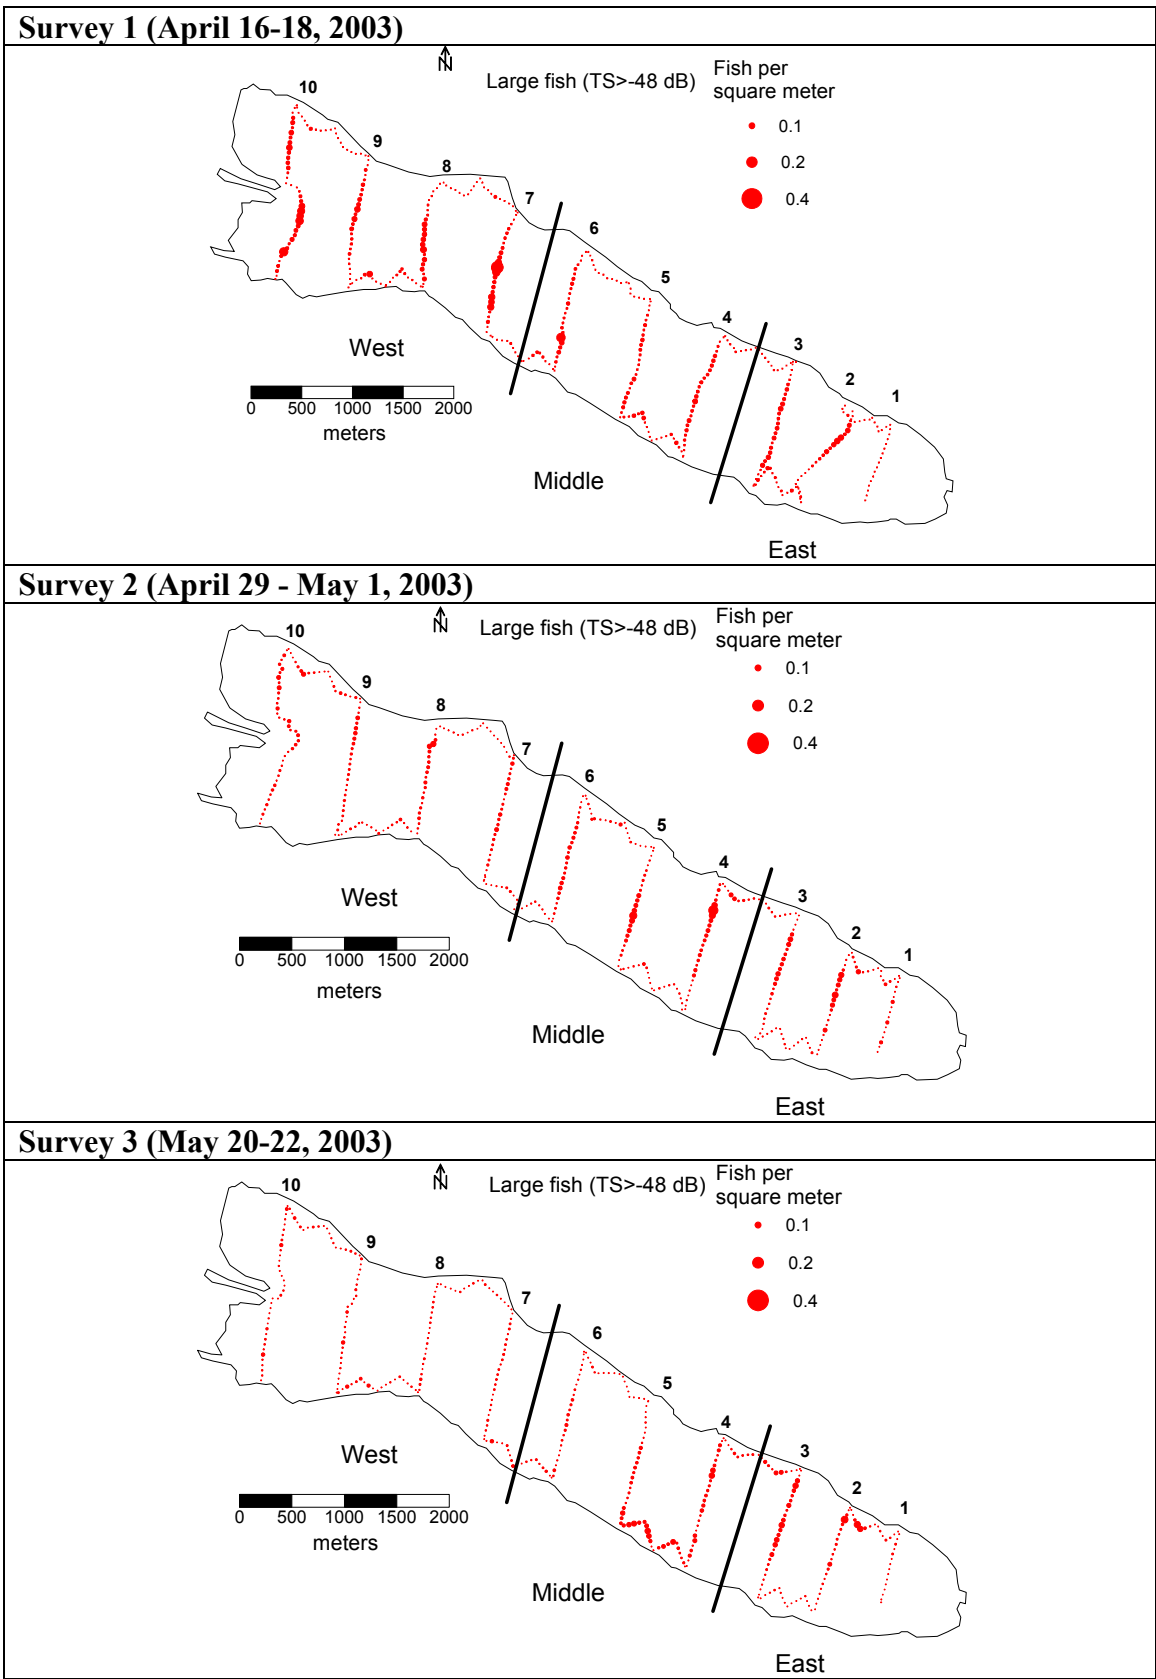 Survey 1 (April 16-18, 2003)
N
Large fish (TS>-48 dB)
Fish per
square meter
0.1
0.2
0.4
10
9
8
7
6
5
4
3
2
1
West
0 500 1000 1500 2000
meters
Middle
East
Survey 2 (April 29 - May 1, 2003)
N
Large fish (TS>-48 dB)
Fish per
square meter
0.1
0.2
0.4
10
9
8
7
6
5
4
3
2
1
West
0 500 1000 1500 2000
meters
Middle
East
Survey 3 (May 20-22, 2003)
N
Large fish (TS>-48 dB)
Fish per
square meter
0.1
0.2
0.4
10
9
8
7
6
5
4
3
2
1
West
0 500 1000 1500 2000
meters
Middle
East